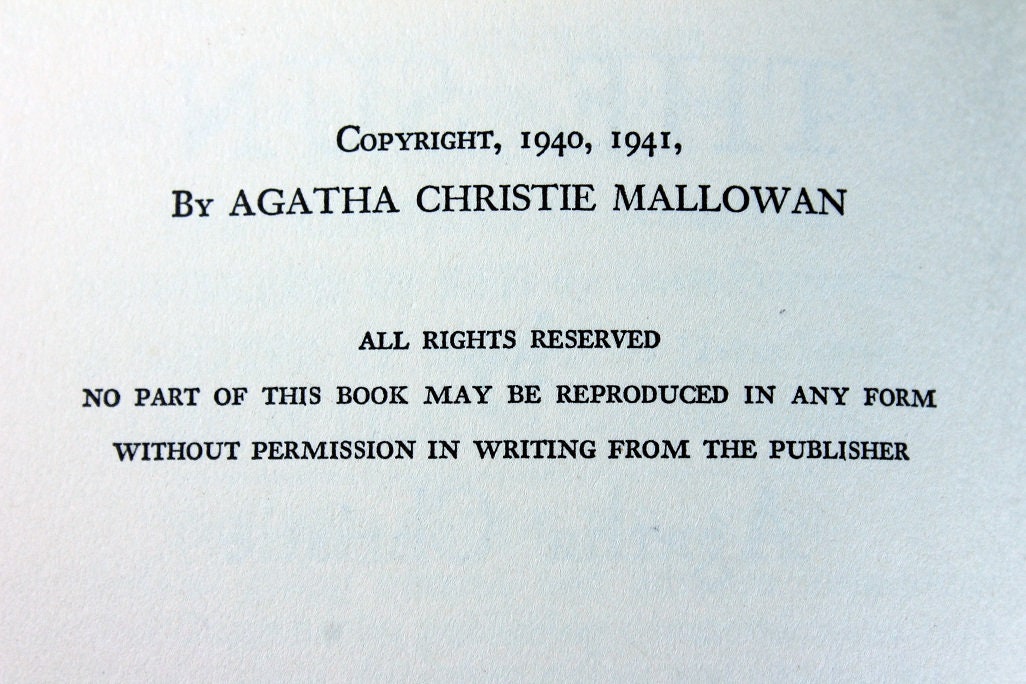 Copyright, 1940, 1941,
By AGATHA CHRISTIE MALLOWAN
ALL RIGHTS RESERVED
NO PART OF THIS BOOK MAY BE REPRODUCED IN ANY FORM
WITHOUT PERMISSION IN WRITING FROM THE PUBLISHER